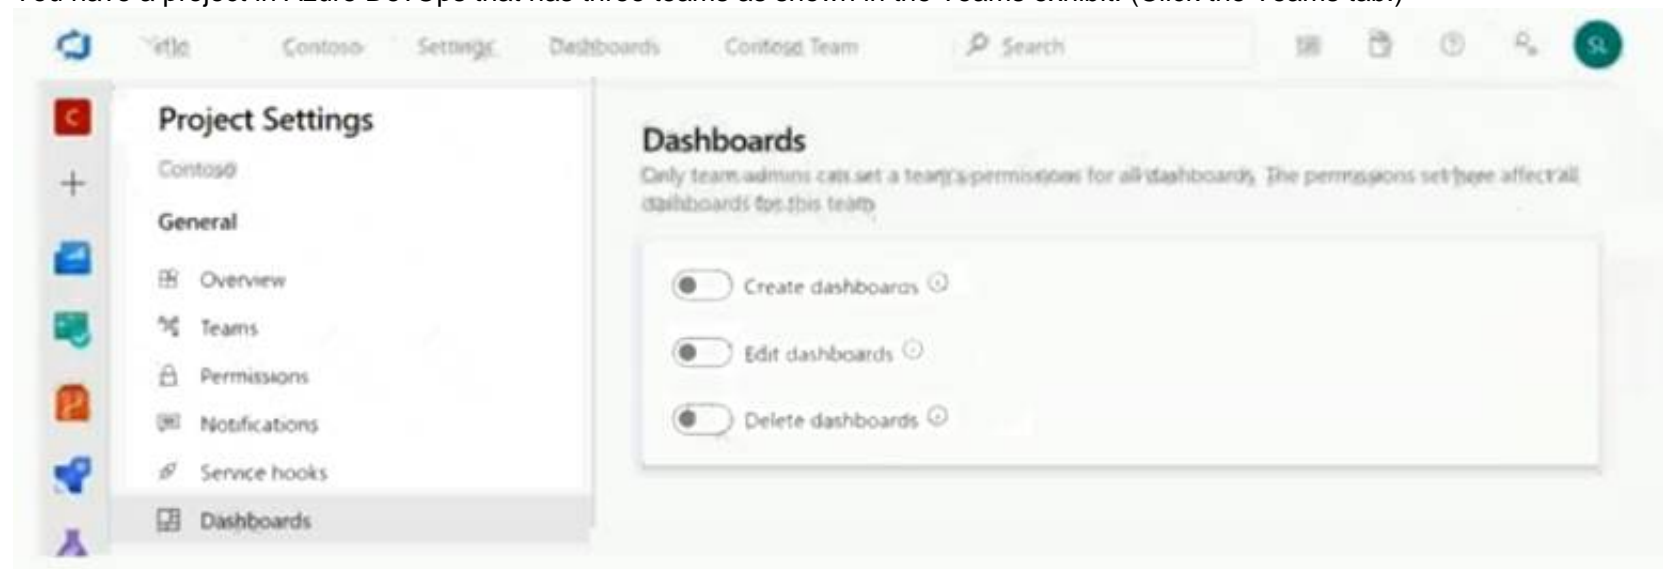 You have a project in Azure DevOps that has three teams as shown in the Teams exhibit. (Click the Teams tab.)
Contoso Settings Dashboards Contoso Team Search
SL
C
Project Settings
Contoso
General
Overview
Teams
Permissions
Notifications
Service hooks
Dashboards
Dashboards
Only team admins can set a team's permissions for all dashboards. The permissions set here affect all
dashboards for this team
Create dashboards
Edit dashboards
Delete dashboards